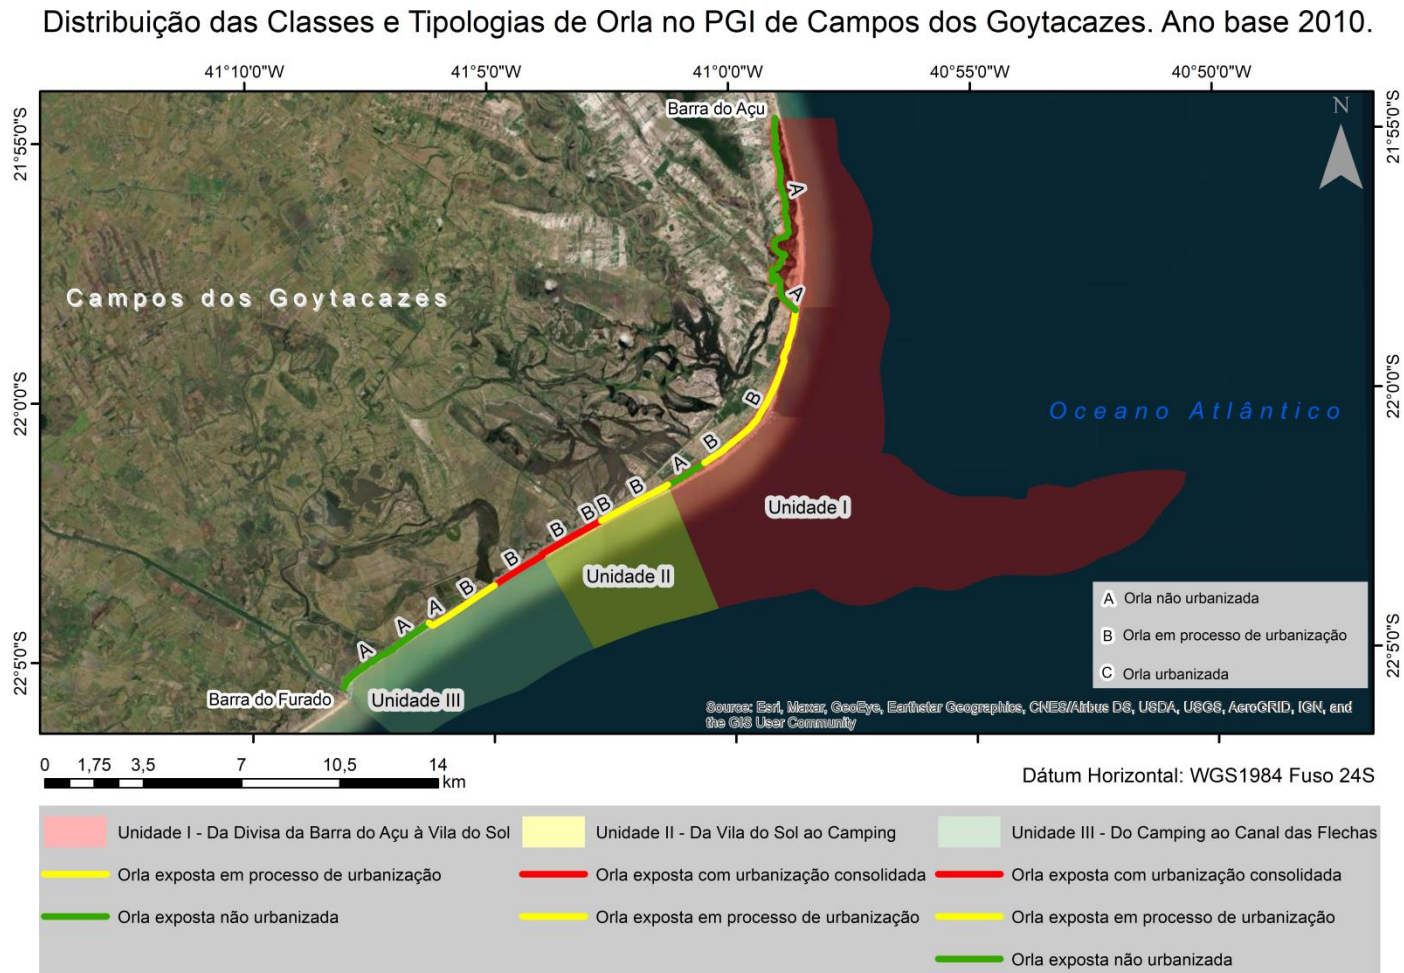 Distribuição das Classes e Tipologias de Orla no PGI de Campos dos Goytacazes. Ano base 2010.
41°10'0"W
41°5'0"W
41°0'0"W
40°55'0"W
40°50'0"W
Barra do Açu
N
21°55'0"S
21°55'0"S
A
Campos dos Goytacazes
A
22°0'0"S
22°0'0"S
B
Oceano Atlântico
B
A
B
B
B
B
Unidade I
B
Unidade II
B
A
A
A
A Orla não urbanizada
B Orla em processo de urbanização
C Orla urbanizada
22°5'0"S
22°5'0"S
Barra do Furado
Unidade III
Source: Esri, Maxar, GeoEye, Earthstar Geographics, CNES/Airbus DS, USDA, USGS, AeroGRID, IGN, and
the GIS User Community
0 1,75 3,5 7 10,5 14
km
Dátum Horizontal: WGS1984 Fuso 24S
Unidade I - Da Divisa da Barra do Açu à Vila do Sol
Orla exposta em processo de urbanização
Orla exposta não urbanizada
Unidade II - Da Vila do Sol ao Camping
Orla exposta com urbanização consolidada
Orla exposta em processo de urbanização
Unidade III - Do Camping ao Canal das Flechas
Orla exposta com urbanização consolidada
Orla exposta em processo de urbanização
Orla exposta não urbanizada